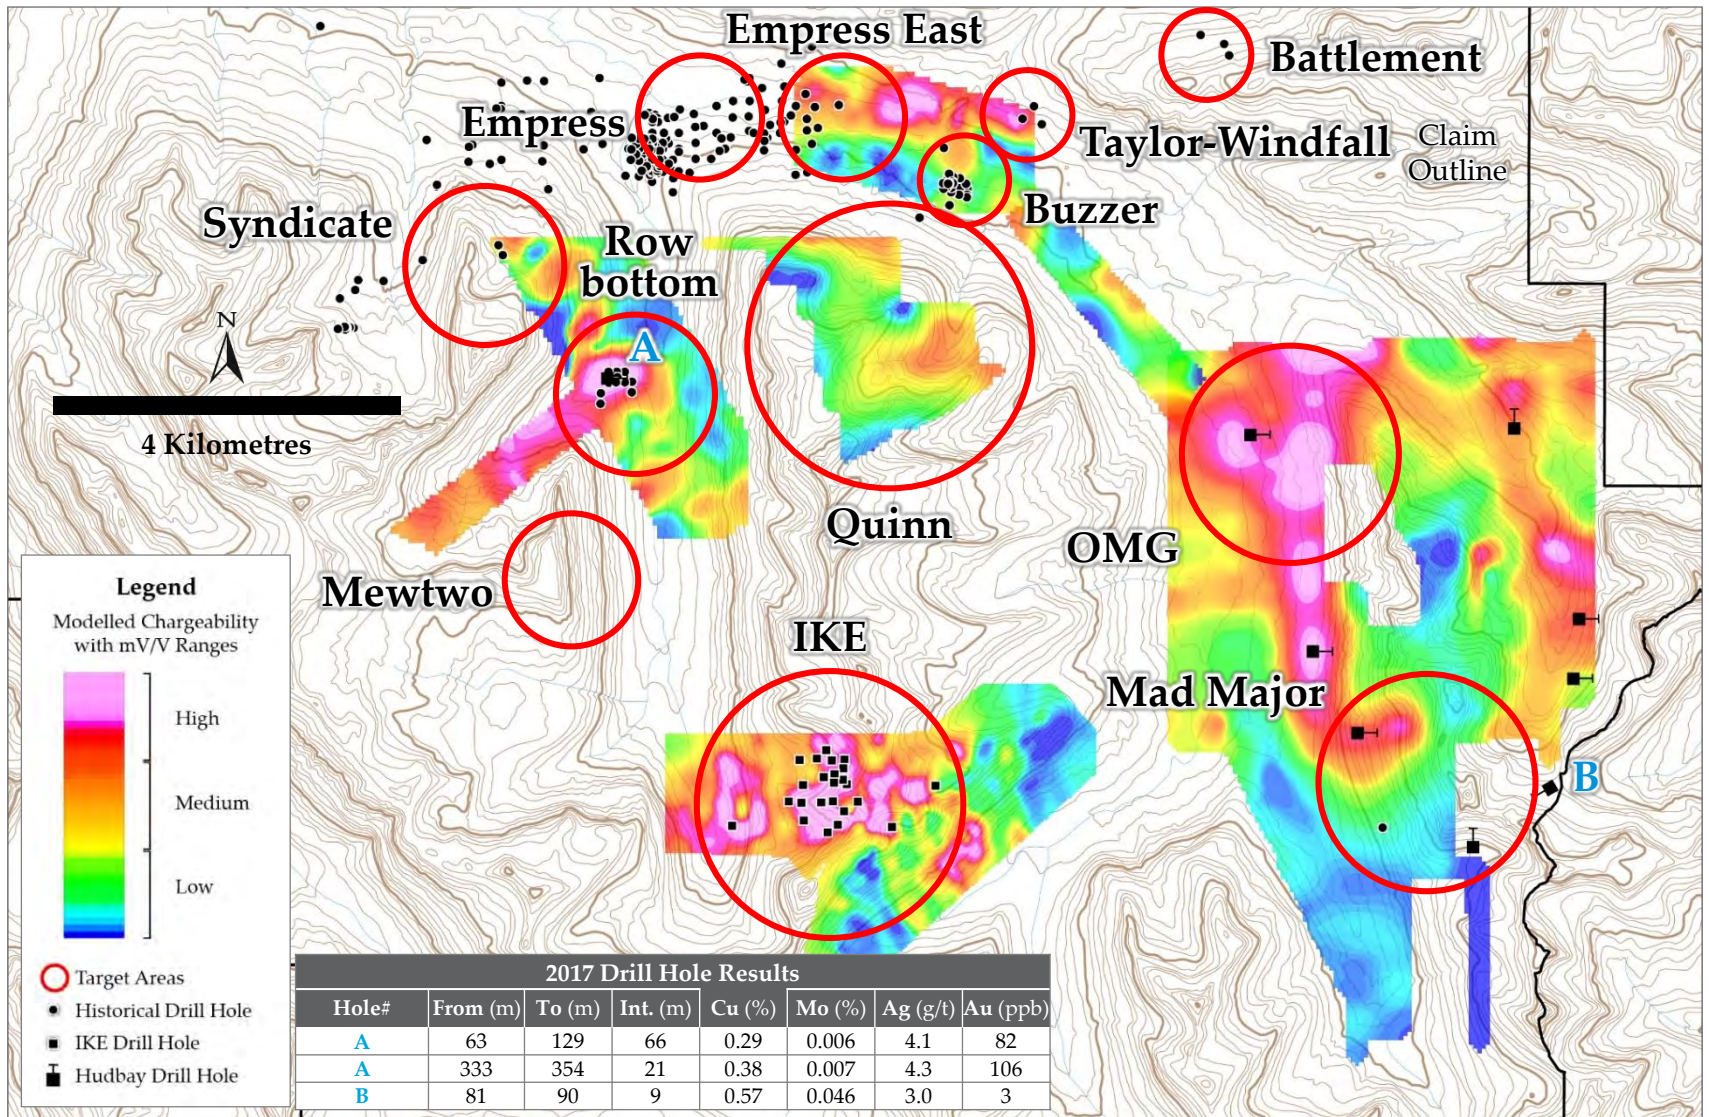 Empress East
Battlement
Empress
Taylor-Windfall
Claim
Outline
Syndicate
Buzzer
Row
bottom
N
A
4 Kilometres
Quinn
OMG
Mewtwo
IKE
Mad Major
B
Legend
Modelled Chargeability
with mV/V Ranges
High
Medium
Low
Target Areas
Historical Drill Hole
IKE Drill Hole
Hudbay Drill Hole
2017 Drill Hole Results
Hole# From (m) To (m) Int. (m) Cu (%) Mo (%) Ag (g/t) Au (ppb)
A 63 129 66 0.29 0.006 4.1 82
A 333 354 21 0.38 0.007 4.3 106
B 81 90 9 0.57 0.046 3.0 3